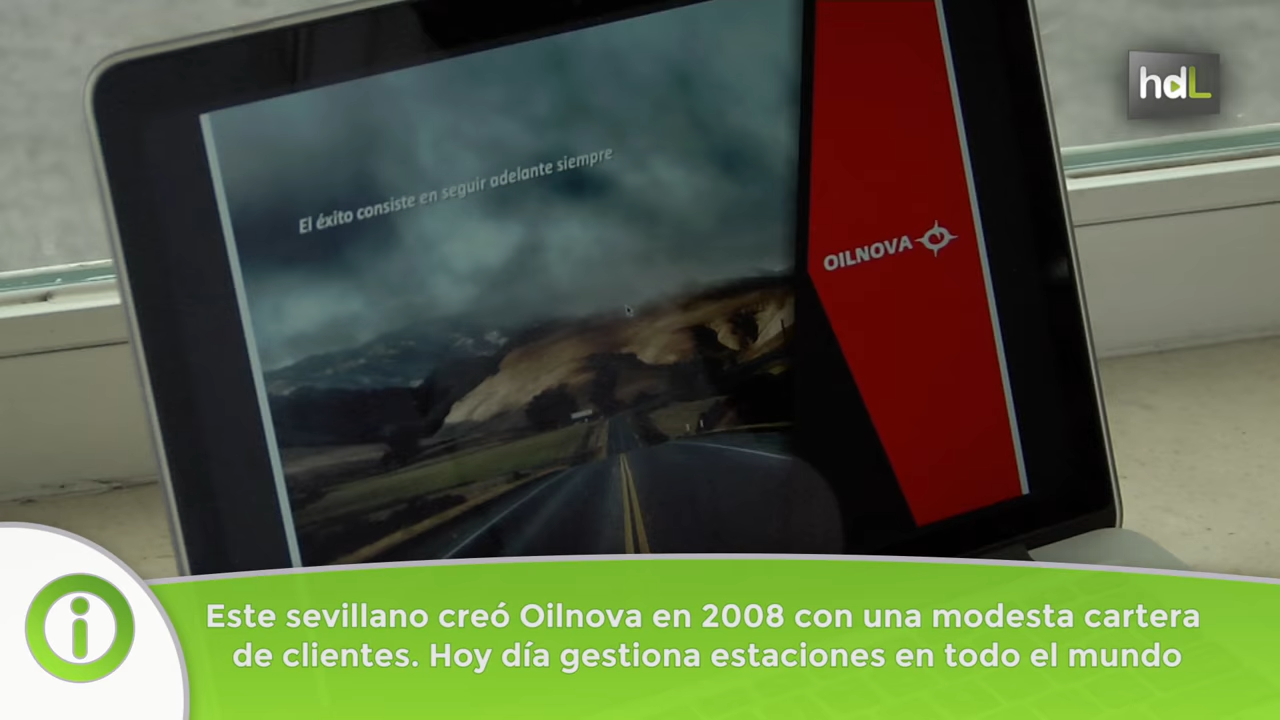 hdL
El éxito consiste en seguir adelante siempre
OILNOVA
Este sevillano creó Oilnova en 2008 con una modesta cartera
de clientes. Hoy día gestiona estaciones en todo el mundo